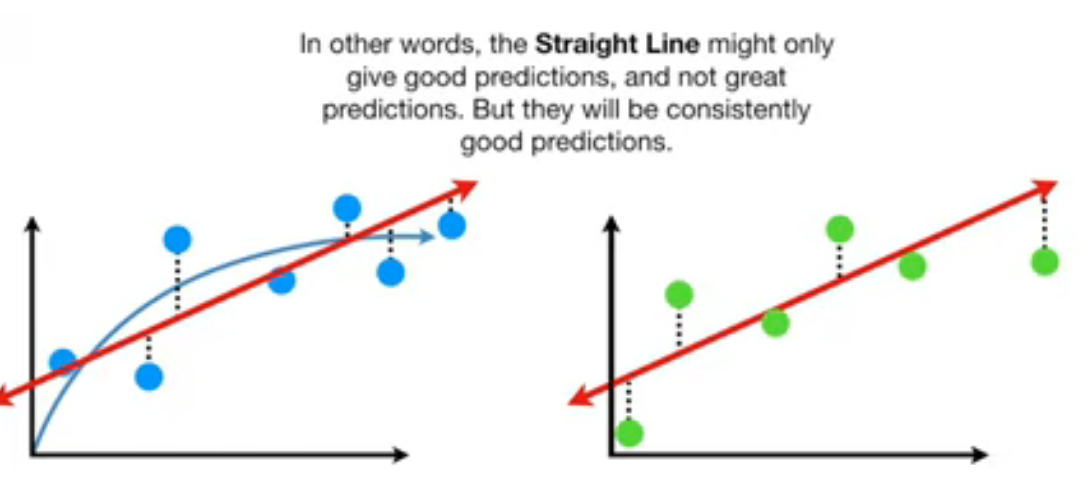 In other words, the Straight Line might only
give good predictions, and not great
predictions. But they will be consistently
good predictions.